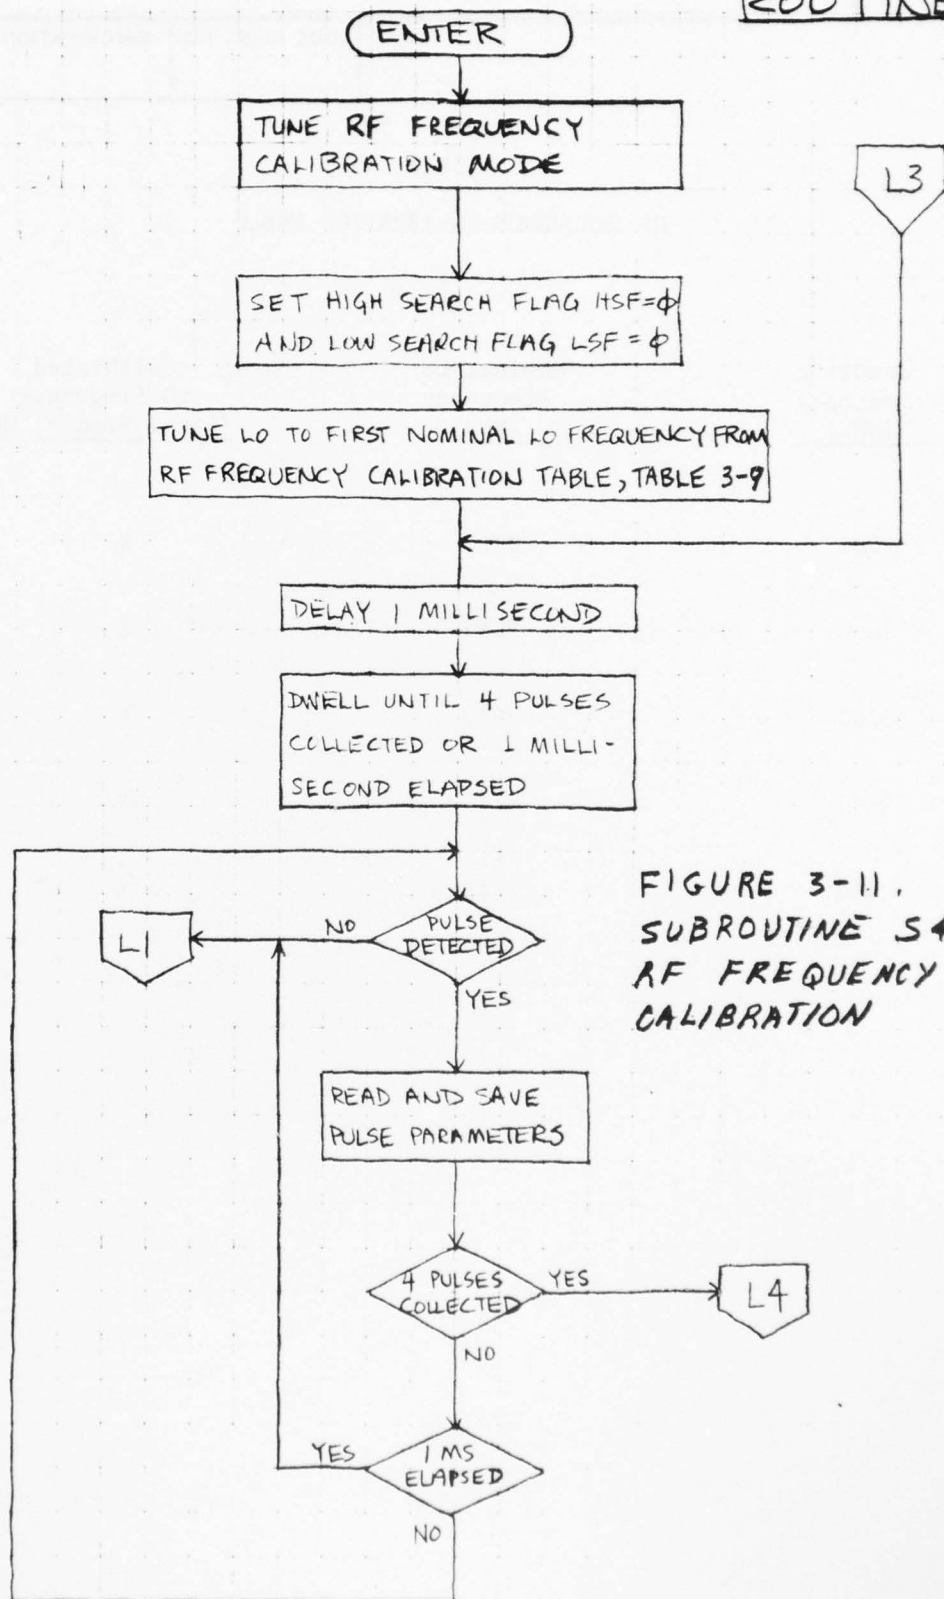 ENTER
TUNE RF FREQUENCY
CALIBRATION MODE
L3
SET HIGH SEARCH FLAG HSF=ϕ
AND LOW SEARCH FLAG LSF = ϕ
TUNE LO TO FIRST NOMINAL LO FREQUENCY FROM
RF FREQUENCY CALIBRATION TABLE, TABLE 3-9
DELAY 1 MILLISECOND
DWELL UNTIL 4 PULSES
COLLECTED OR 1 MILLI-
SECOND ELAPSED
FIGURE 3-11.
SUBROUTINE S4
RF FREQUENCY
CALIBRATION
L1
NO
PULSE
DETECTED
YES
READ AND SAVE
PULSE PARAMETERS
4 PULSES
COLLECTED
YES
L4
NO
YES
1 MS
ELAPSED
NO